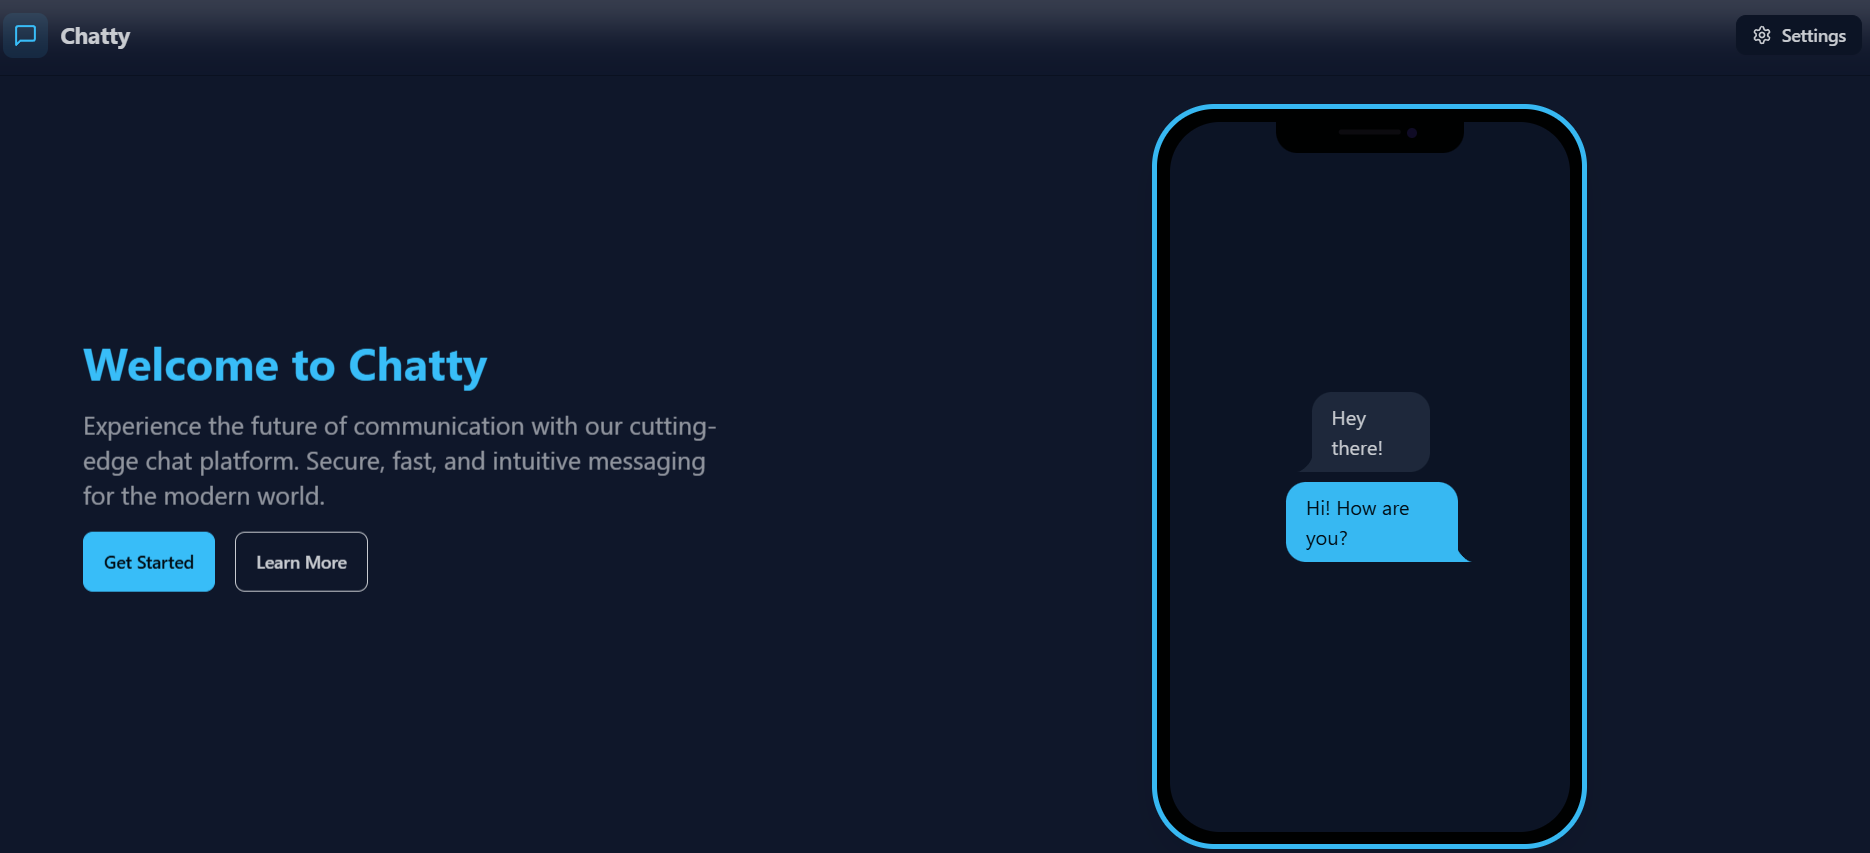 Chatty
Settings
Welcome to Chatty
Experience the future of communication with our cutting-
edge chat platform. Secure, fast, and intuitive messaging
for the modern world.
Get Started
Learn More
Hey
there!
Hi! How are
you?